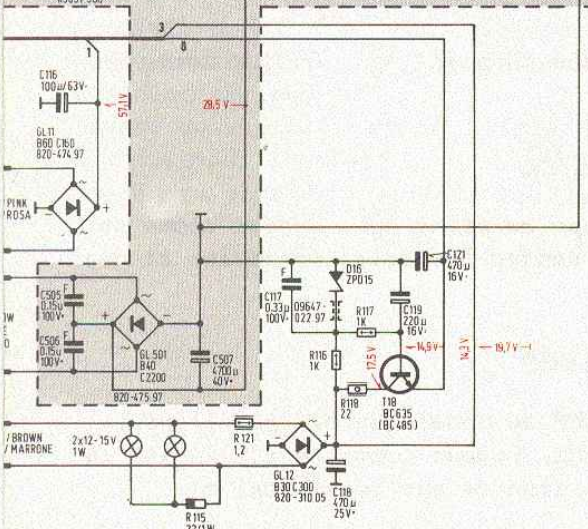 3
8
1
C116
100µ/63V-
57,1 V
28,5 V
GL11
B60 C160
820-474 97
~
PINK
/ROSA
-
+
~
C505
0.15µ
100V-
F
C506
0.15µ
100V-
F
~
+
-
~
GL 501
B40
C2200
820-475.97
C507
4700µ
40V-
F
C117
0.33µ
100V-
D16
ZPD15
09647-
022 97
R117
1K
C119
220µ
16V-
C121
470µ
16V-
R116
1K
17,5 V
14,9 V
14,3 V
19,7V
R118
22
T18
BC635
(BC485)
/ BROWN
/ MARRONE
2x12-15V
1W
R121
1,2
~
-
+
~
GL12
B30 C300
820-310 05
C118
470µ
25V-
R115